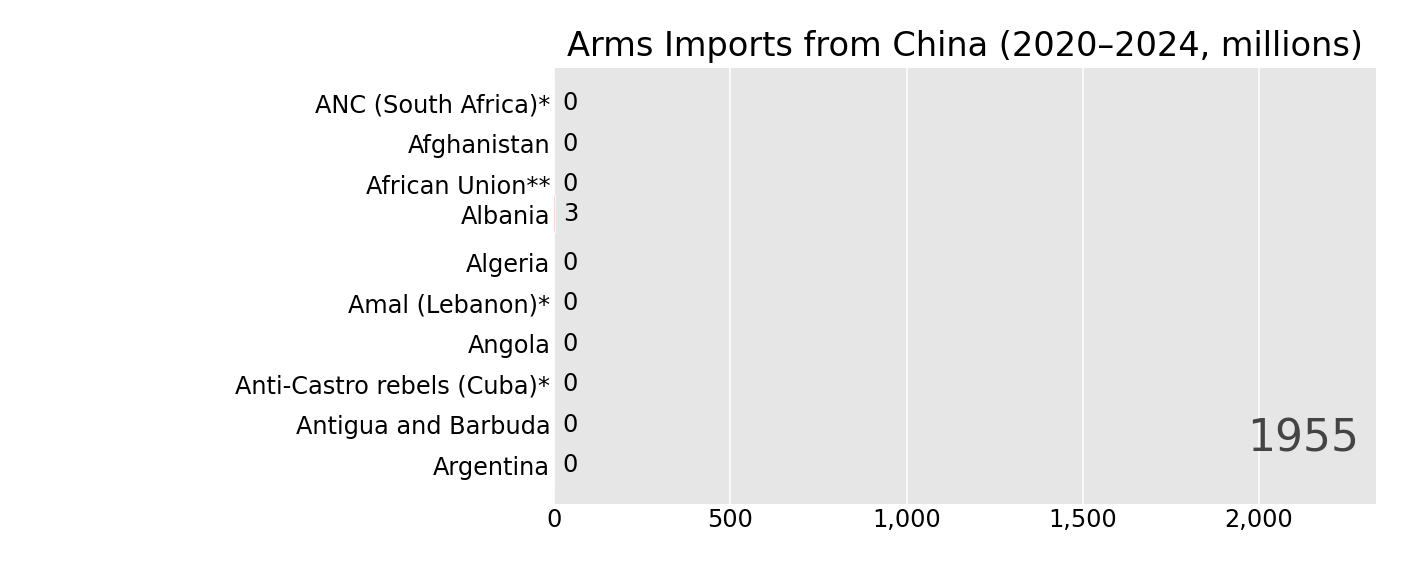 Arms Imports from China (2020–2024, millions)
ANC (South Africa)* 0
Afghanistan 0
African Union** 0
Albania 3
Algeria 0
Amal (Lebanon)* 0
Angola 0
Anti-Castro rebels (Cuba)* 0
Antigua and Barbuda 0
1955
Argentina 0
0 500 1,000 1,500 2,000